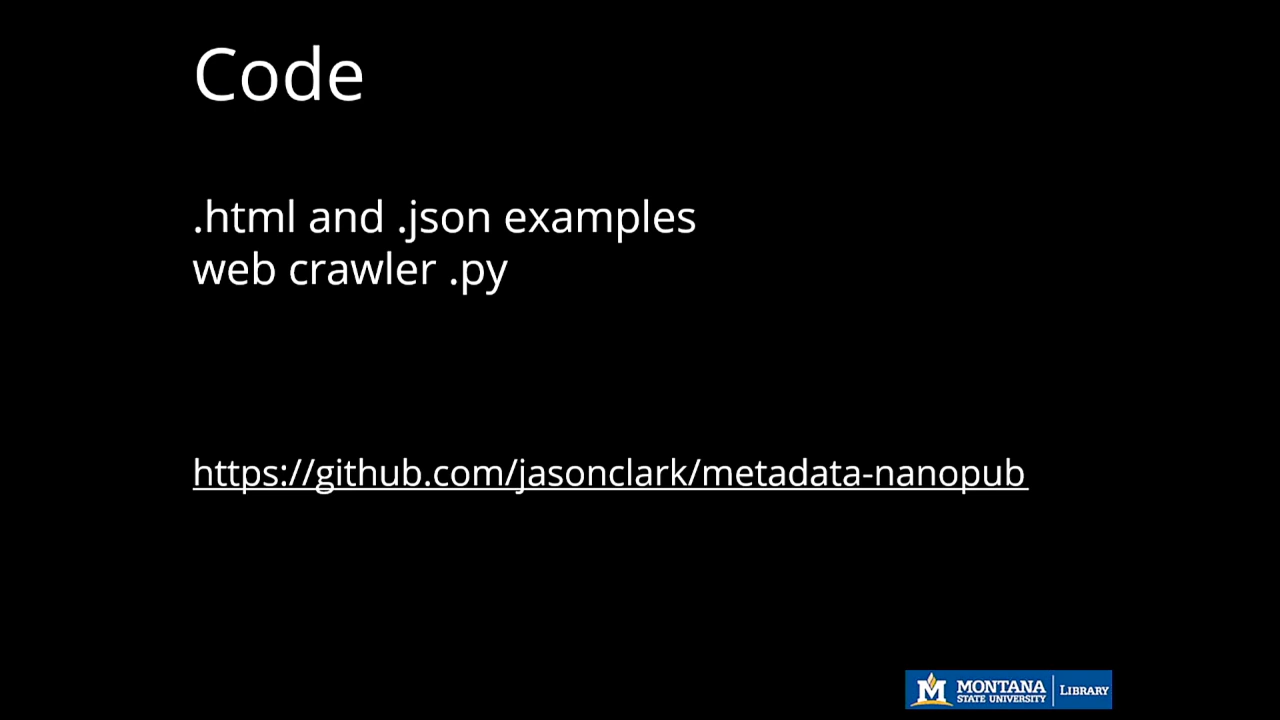 Code
.html and .json examples
web crawler .py
https://github.com/jasonclark/metadata-nanopub
M MONTANA STATE UNIVERSITY LIBRARY